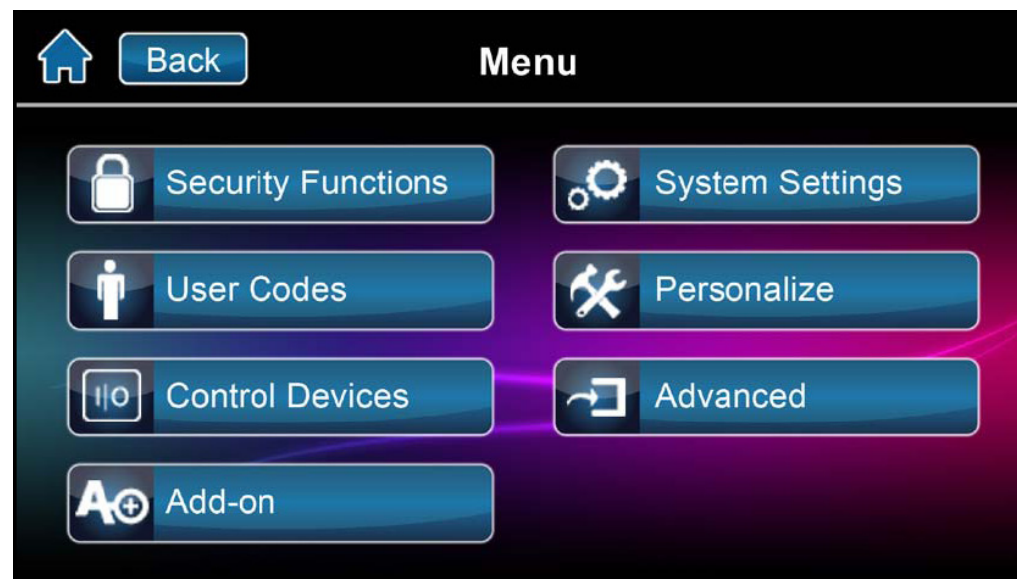 Back
Menu
Security Functions
System Settings
User Codes
Personalize
Control Devices
Advanced
Add-on